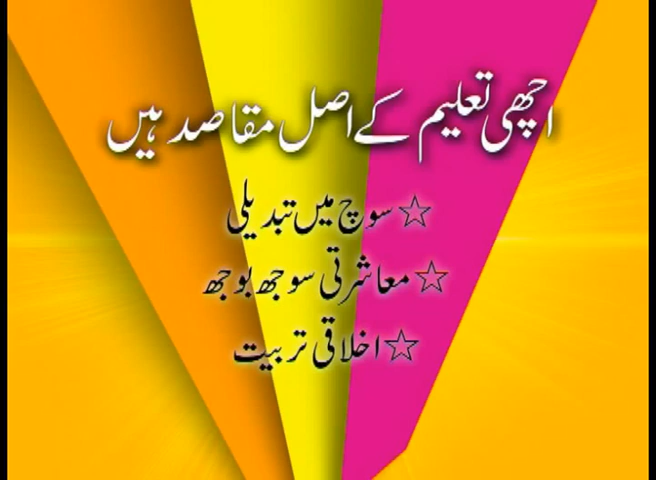 اچھی تعلیم کے اصل مقاصد ہیں
☆ سوچ میں تبدیلی
☆ معاشرتی سوجھ بوجھ
☆ اخلاقی تربیت